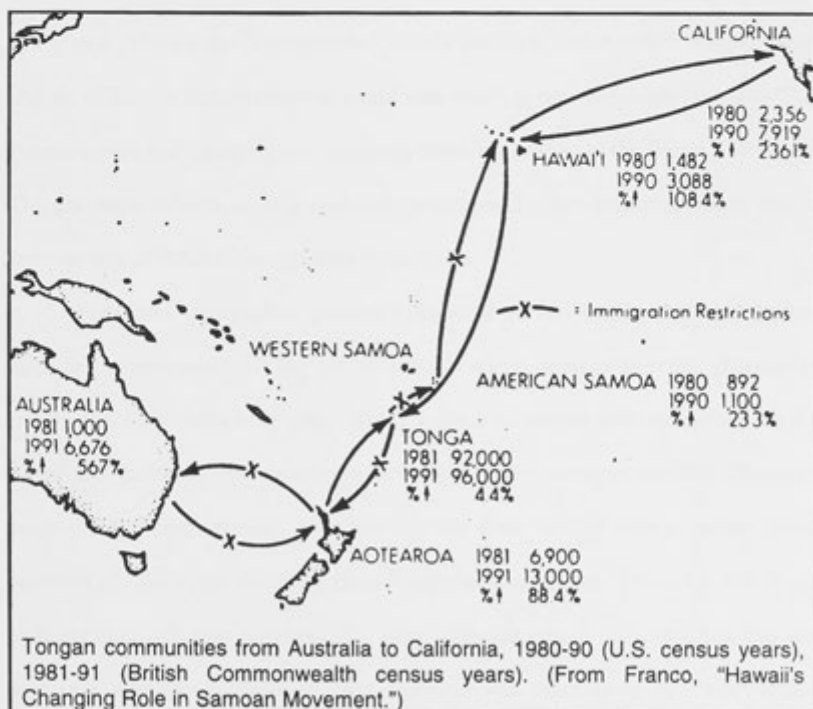 CALIFORNIA
1980 2,356
1990 7,919
%↑ 2361%
HAWAI'I 1980 1,482
1990 3,088
%↑ 108.4%
—X— = Immigration Restrictions
WESTERN SAMOA
AMERICAN SAMOA 1980 892
1990 1,100
%↑ 233%
AUSTRALIA
1981 1,000
1991 6,676
%↑ 567%
TONGA
1981 92,000
1991 96,000
%↑ 4.4%
AOTEAROA 1981 6,900
1991 13,000
%↑ 88.4%
Tongan communities from Australia to California, 1980-90 (U.S. census years),
1981-91 (British Commonwealth census years). (From Franco, "Hawaii's
Changing Role in Samoan Movement.")